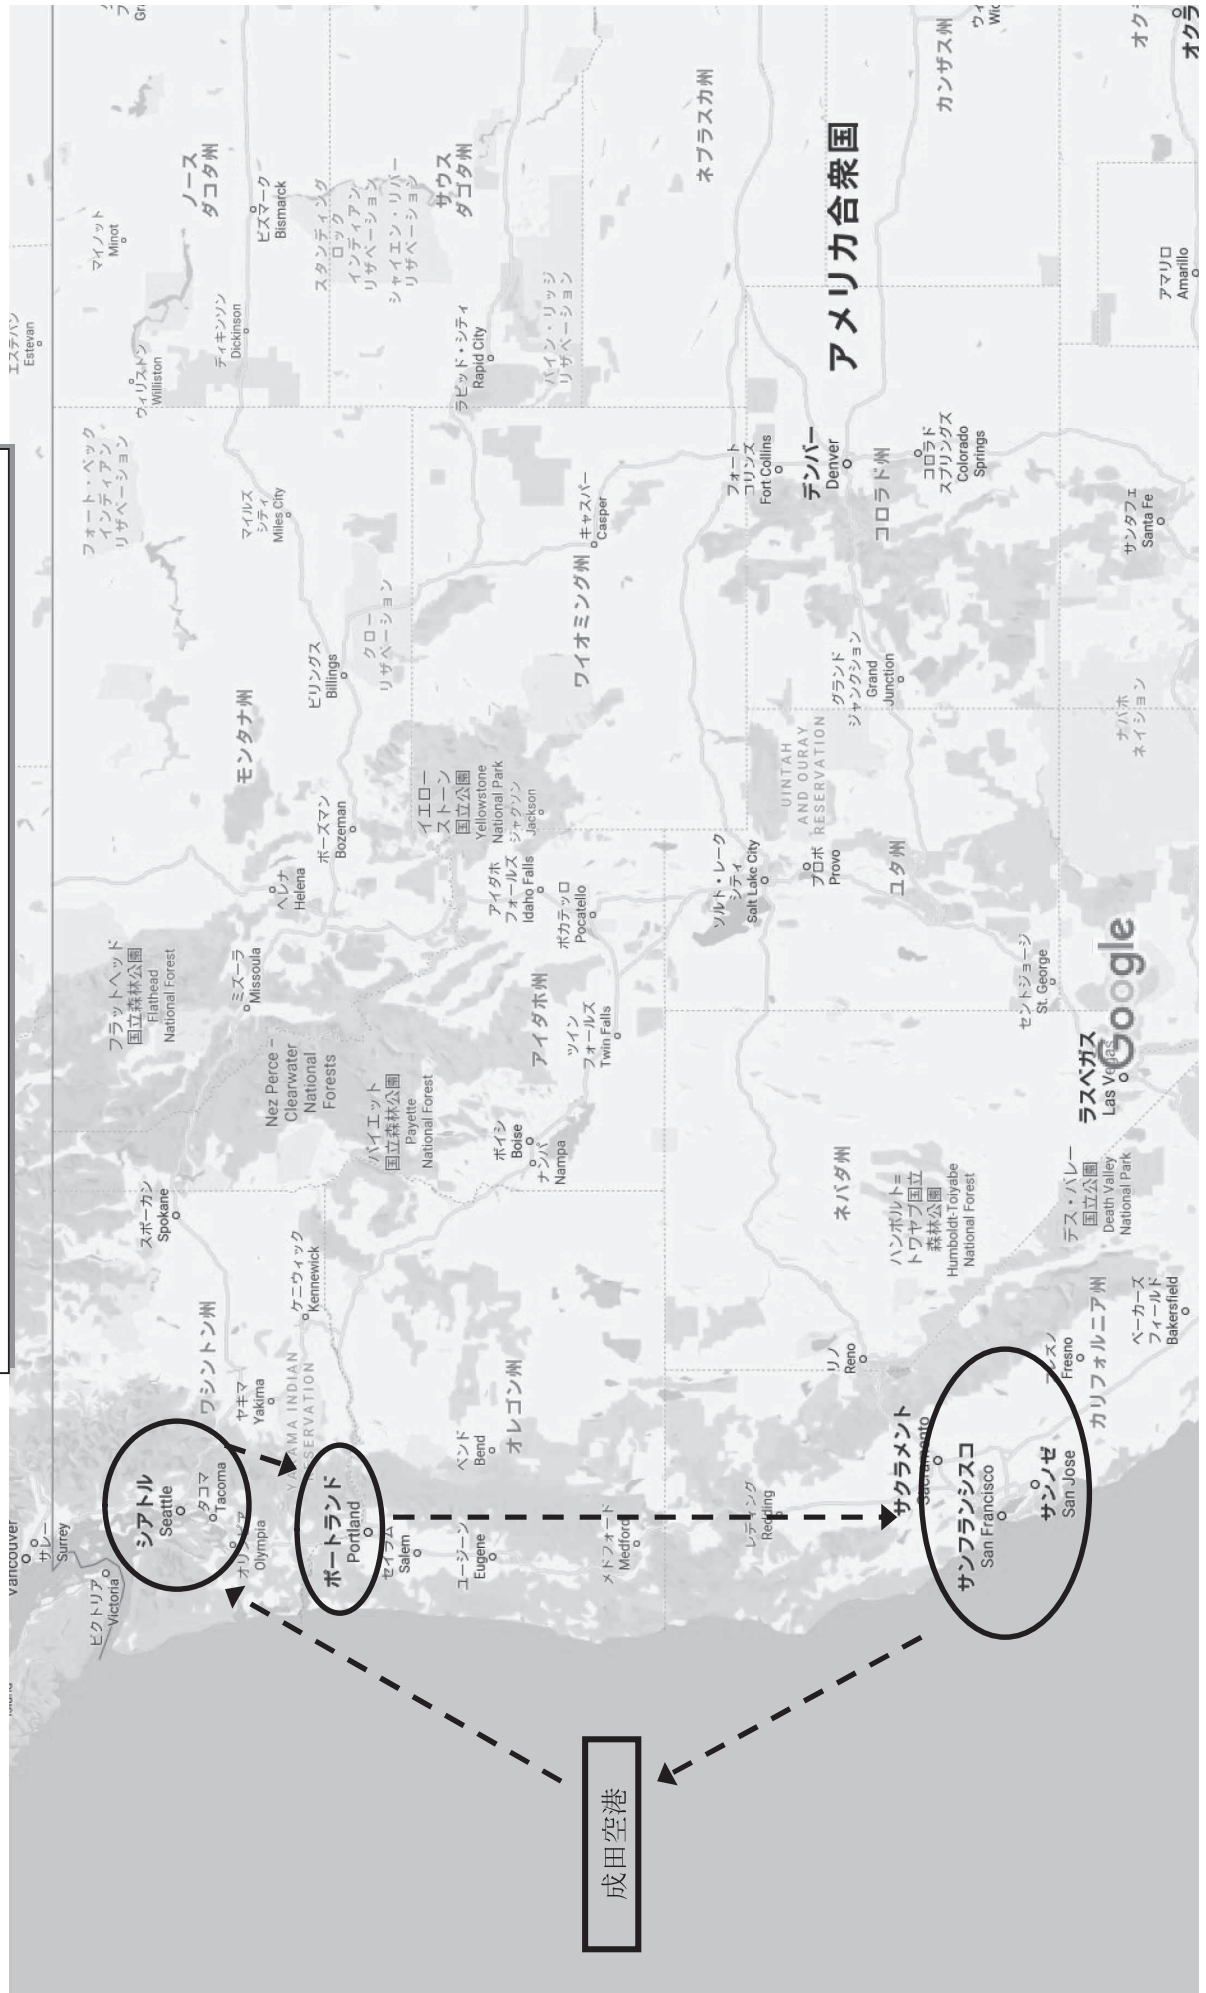 Vancouver
サレー
Surrey
ビクトリア
Victoria
シアトル
Seattle
タコマ
Tacoma
オリンピア
Olympia
ワシントン州
ヤキマ
Yakima
スポーカン
Spokane
ケニウィック
Kennewick
YAKAMA INDIAN
RESERVATION
ポートランド
Portland
セイラム
Salem
ユージーン
Eugene
ベンド
Bend
オレゴン州
メドフォード
Medford
レディング
Redding
フラットヘッド
国立森林公園
Flathead
National Forest
ミズーラ
Missoula
ヘレナ
Helena
モンタナ州
ボーズマン
Bozeman
ビリングス
Billings
マイルズ
シティ
Miles City
クロー
リザベーション
フォート・ペック
インディアン
リザベーション
Nez Perce –
Clearwater
National
Forests
パイエット
国立森林公園
Payette
National Forest
ボイシ
Boise
ナンパ
Nampa
アイダホ州
ツイン
フォールズ
Twin Falls
アイダホ
フォールズ
Idaho Falls
ポカテッロ
Pocatello
イエロー
ストーン
国立公園
Yellowstone
National Park
ジャクソン
Jackson
ワイオミング州
キャスパー
Casper
エステバン
Estevan
マイノット
Minot
ウィリストン
Williston
ディキンソン
Dickinson
ノース
ダコタ州
ビズマーク
Bismarck
スタンディング
ロック
インディアン
リザベーション
シャイエン・リバー
リザベーション
サウス
ダコタ州
ラピッド・シティ
Rapid City
パイン・リッジ
リザベーション
ネブラスカ州
アメリカ合衆国
カンザス州
フォート
コリンズ
Fort Collins
デンバー
Denver
コロラド州
コロラド
スプリングズ
Colorado
Springs
グランド
ジャンクション
Grand
Junction
UINTAH
AND OURAY
RESERVATION
ソルト・レーク
シティ
Salt Lake City
プロボ
Provo
ユタ州
セントジョージ
St. George
ネバダ州
リノ
Reno
ハンボルト=
トワヤブ国立
森林公園
Humboldt-Toiyabe
National Forest
サクラメント
Sacramento
サンフランシスコ
San Francisco
サンノゼ
San Jose
フレズノ
Fresno
カリフォルニア州
デス・バレー
国立公園
Death Valley
National Park
ベーカーズ
フィールド
Bakersfield
ラスベガス
Las Vegas
Google
ナバホ
ネイション
サンタフェ
Santa Fe
アマリロ
Amarillo
成田空港